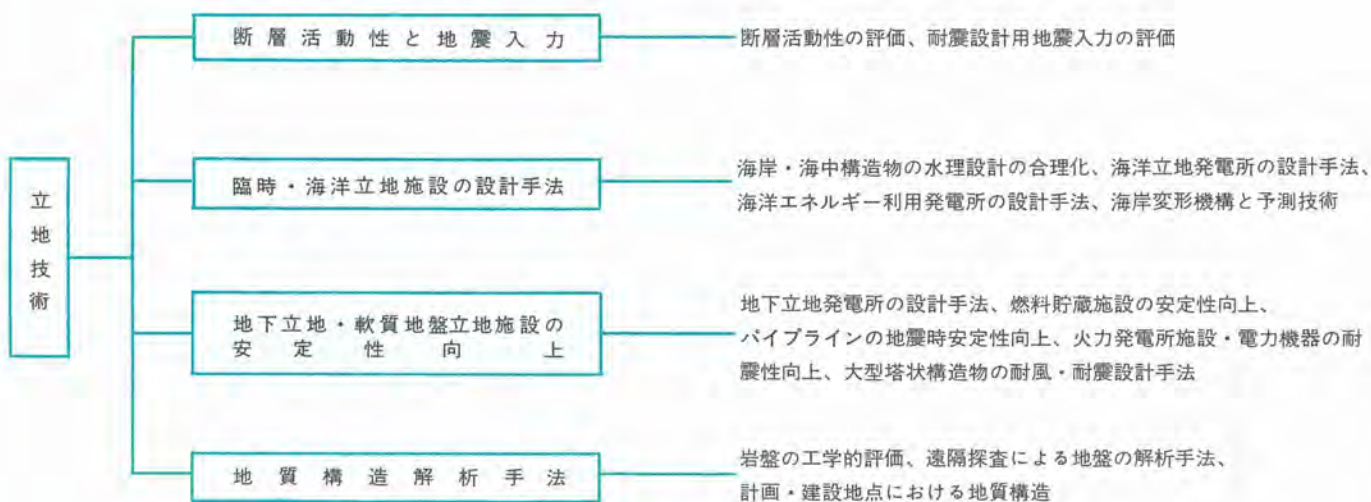 立地技術
断層活動性と地震入力
断層活動性の評価、耐震設計用地震入力の評価
臨時・海洋立地施設の設計手法
海岸・海中構造物の水理設計の合理化、海洋立地発電所の設計手法、
海洋エネルギー利用発電所の設計手法、海岸変形機構と予測技術
地下立地・軟質地盤立地施設の
安定性向上
地下立地発電所の設計手法、燃料貯蔵施設の安定性向上、
パイプラインの地震時安定性向上、火力発電所施設・電力機器の耐
震性向上、大型塔状構造物の耐風・耐震設計手法
地質構造解析手法
岩盤の工学的評価、遠隔探査による地盤の解析手法、
計画・建設地点における地質構造